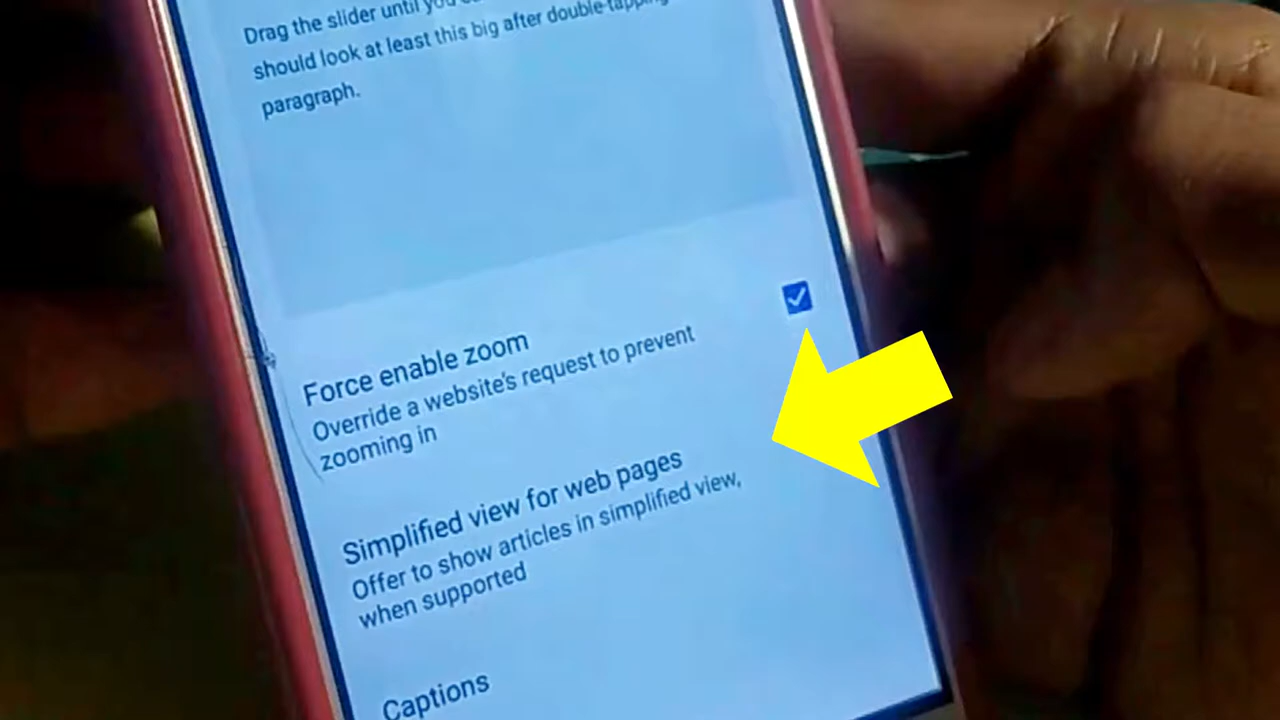 Drag the slider until you
should look at least this big after double-tapping
paragraph.
Force enable zoom
Override a website's request to prevent
zooming in
Simplified view for web pages
Offer to show articles in simplified view,
when supported
Captions